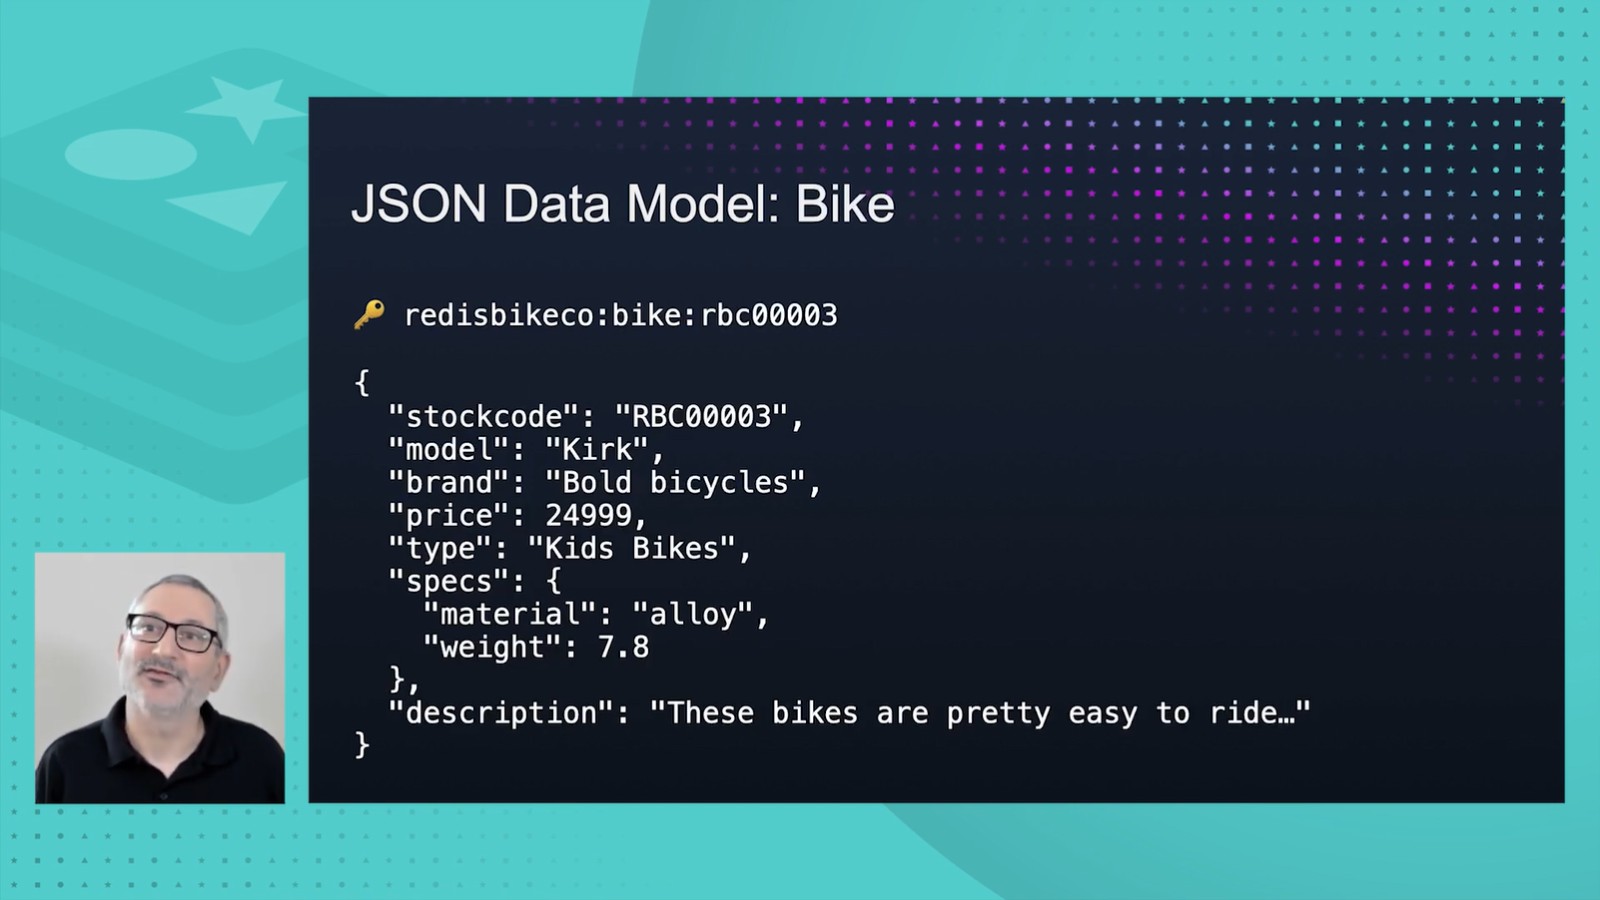 JSON Data Model: Bike
redisbikeco:bike:rbc00003
{
  "stockcode": "RBC00003",
  "model": "Kirk",
  "brand": "Bold bicycles",
  "price": 24999,
  "type": "Kids Bikes",
  "specs": {
    "material": "alloy",
    "weight": 7.8
  },
  "description": "These bikes are pretty easy to ride…"
}